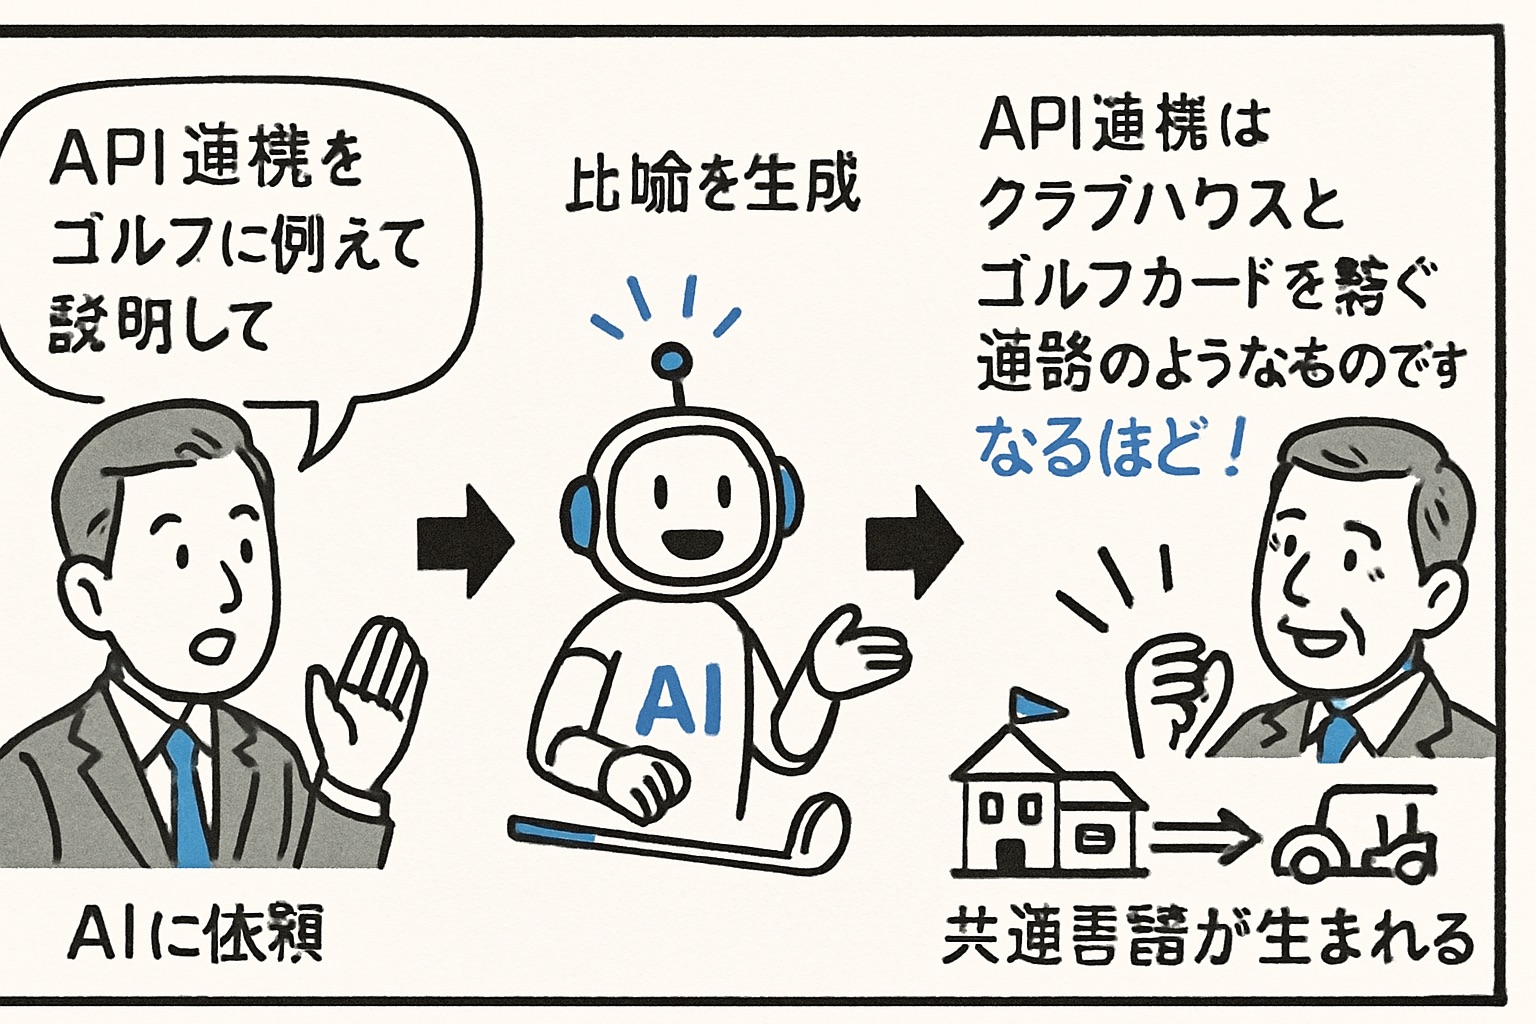 API連携を
ゴルフに例えて
説明して
AIに依頼
比喩を生成
AI
API連携は
クラブハウスと
ゴルフカードを繋ぐ
のようなものです
なるほど！
共通言語が生まれる